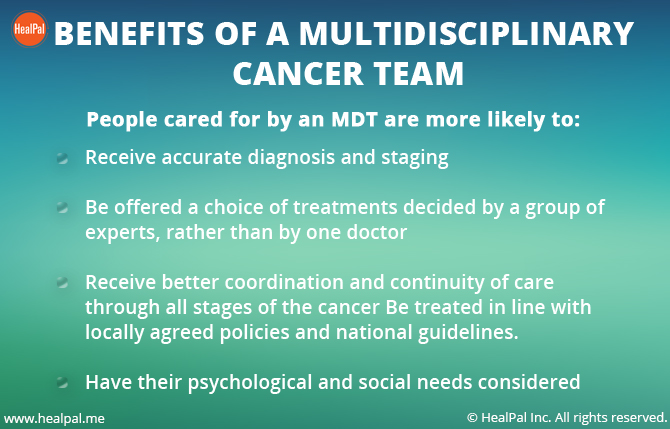 HealPal
BENEFITS OF A MULTIDISCIPLINARY
CANCER TEAM
People cared for by an MDT are more likely to:
Receive accurate diagnosis and staging
Be offered a choice of treatments decided by a group of
experts, rather than by one doctor
Receive better coordination and continuity of care
through all stages of the cancer Be treated in line with
locally agreed policies and national guidelines.
Have their psychological and social needs considered
www.healpal.me
© HealPal Inc. All rights reserved.